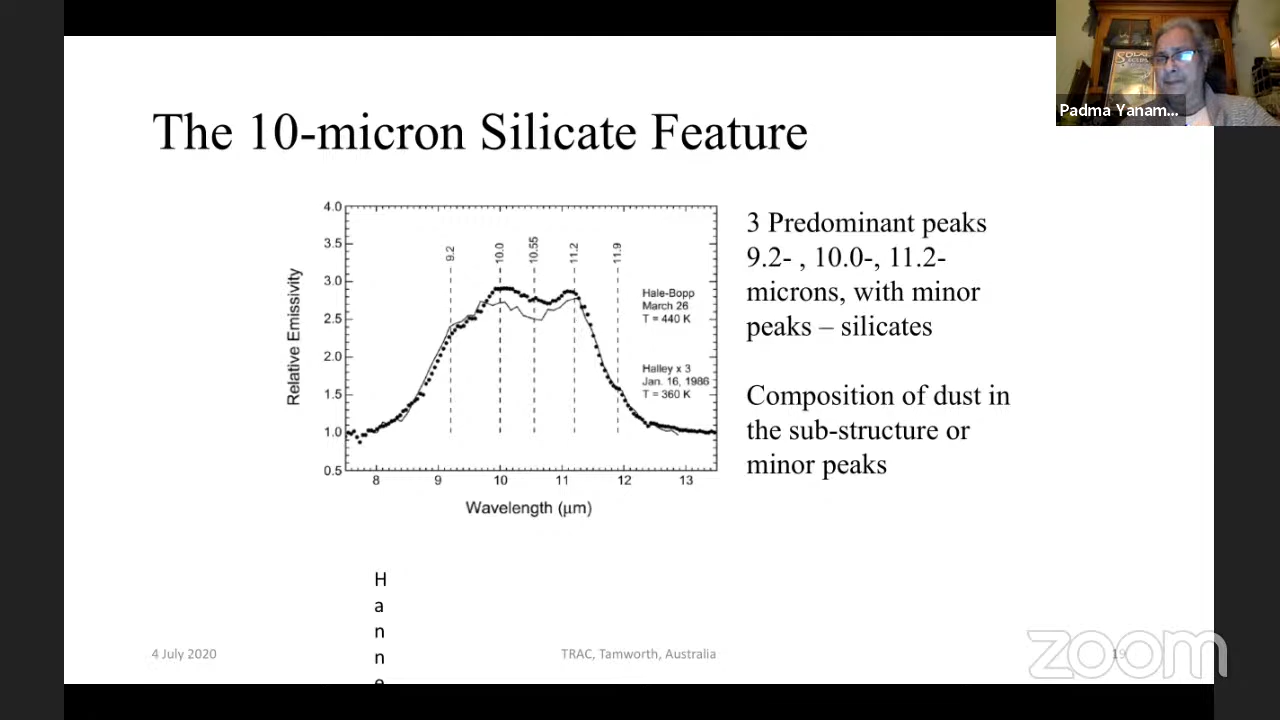 Padma Yanam...
The 10-micron Silicate Feature
4.0
3.5
3.0
2.5
2.0
1.5
1.0
0.5
Relative Emissivity
9.2
10.0
10.55
11.2
11.9
Hale-Bopp
March 26
T = 440 K
Halley x 3
Jan. 16, 1986
T = 360 K
8 9 10 11 12 13
Wavelength (μm)
3 Predominant peaks
9.2- , 10.0-, 11.2-
microns, with minor
peaks – silicates
Composition of dust in
the sub-structure or
minor peaks
H
a
n
n
e
4 July 2020
TRAC, Tamworth, Australia
19
zoom